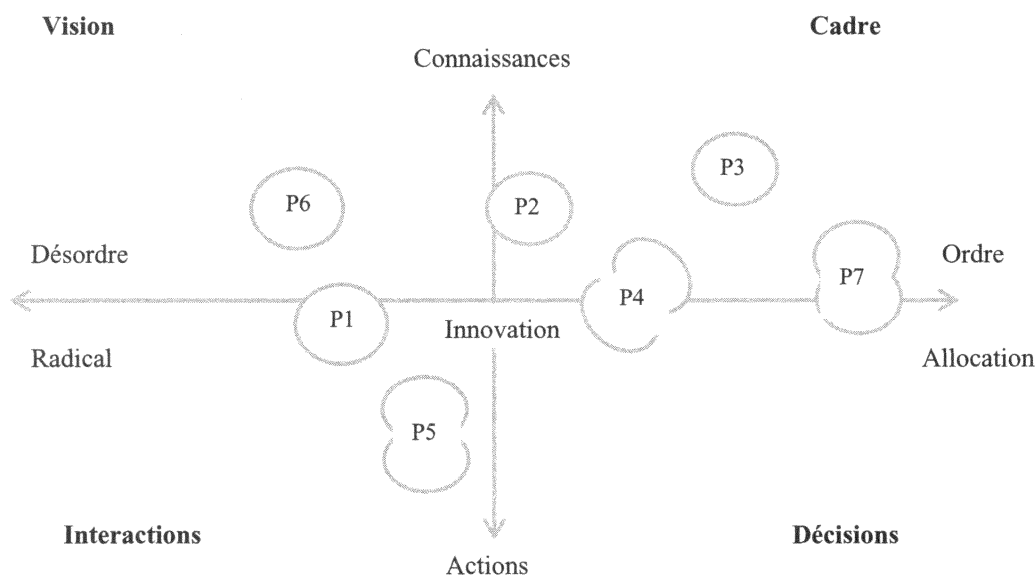 Vision
Cadre
Connaissances
P3
P6
P2
Désordre
Ordre
P7
P4
P1
Innovation
Radical
Allocation
P5
Interactions
Décisions
Actions